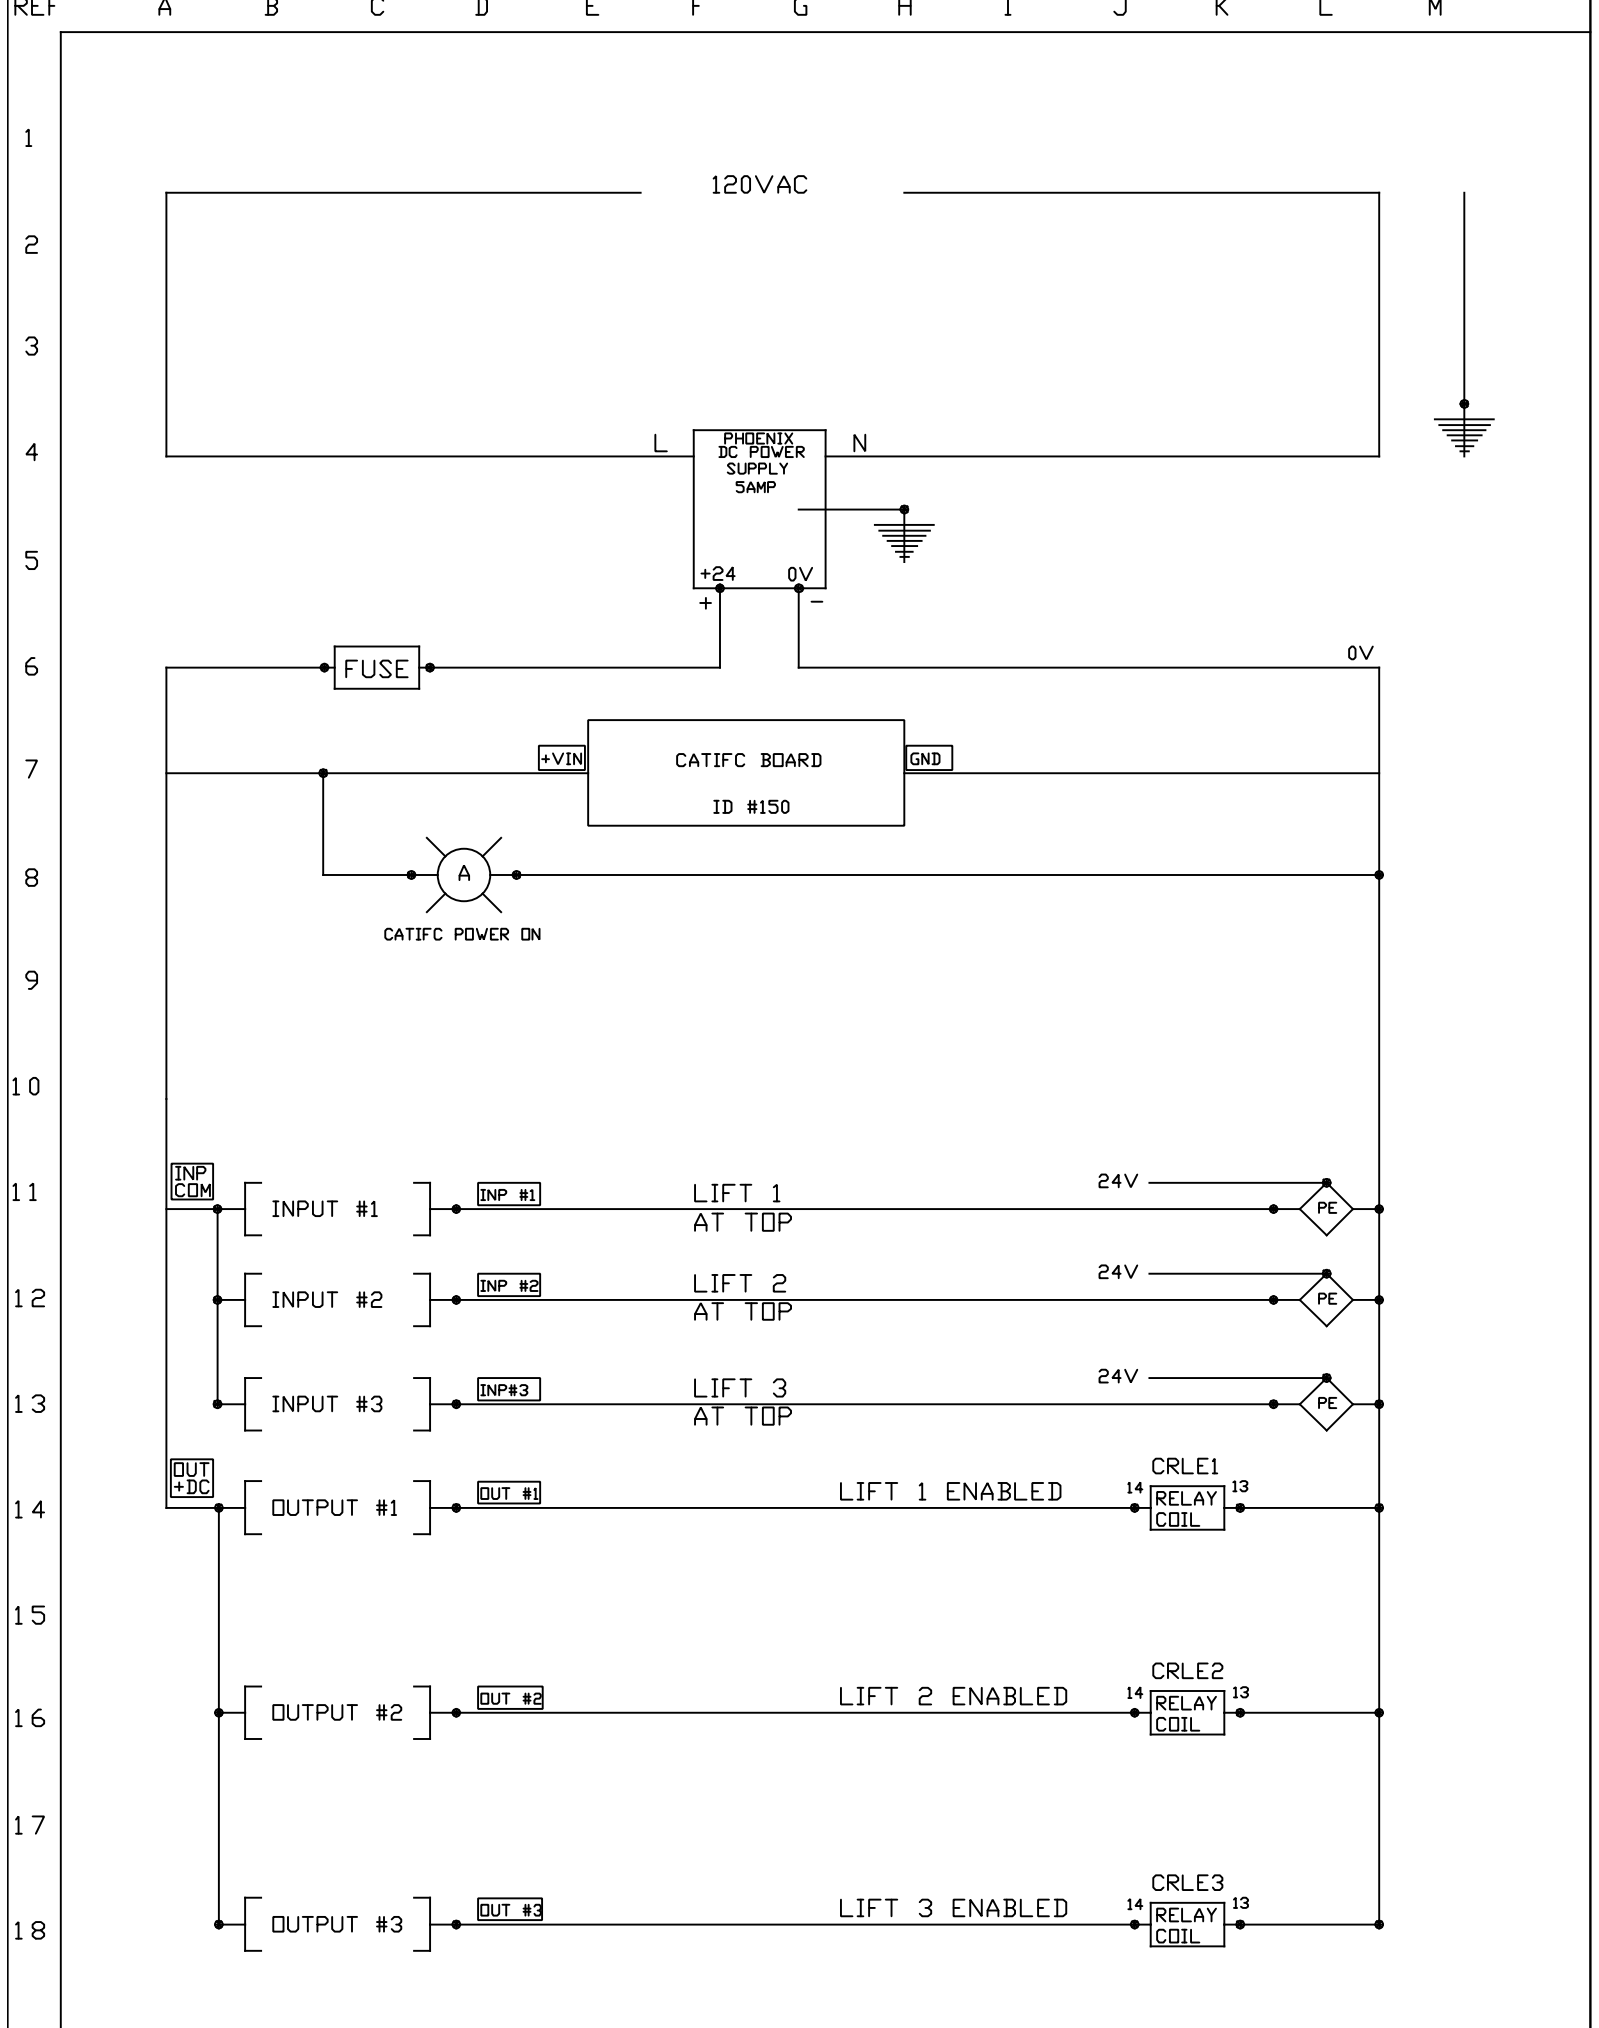 REF A B C D E F G H I J K L M
1
120VAC
2
3
4
L
PHOENIX
DC POWER
SUPPLY
5AMP
N
5
+24 0V
+ -
6
FUSE
0V
7
+VIN
CATIFC BOARD
GND
ID #150
8
A
CATIFC POWER ON
9
10
11
INP
COM
INPUT #1
INP #1
LIFT 1
AT TOP
24V
PE
12
INPUT #2
INP #2
LIFT 2
AT TOP
24V
PE
13
INPUT #3
INP#3
LIFT 3
AT TOP
24V
PE
14
OUT
+DC
OUTPUT #1
OUT #1
LIFT 1 ENABLED
CRLE1
14
RELAY
COIL
13
15
16
OUTPUT #2
OUT #2
LIFT 2 ENABLED
CRLE2
14
RELAY
COIL
13
17
18
OUTPUT #3
OUT #3
LIFT 3 ENABLED
CRLE3
14
RELAY
COIL
13